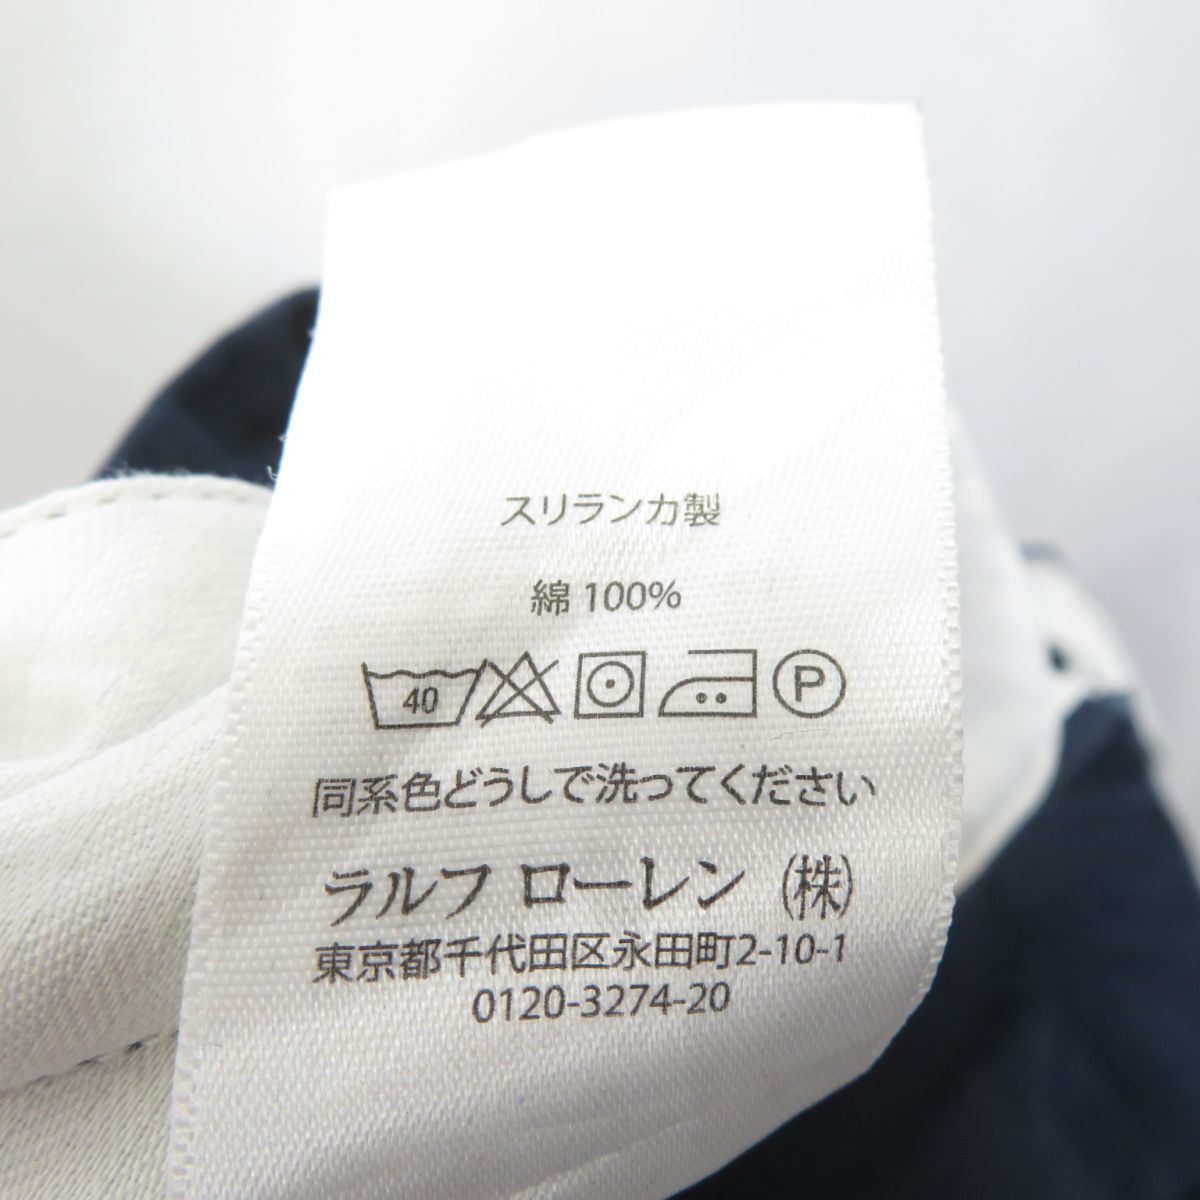 スリランカ製
綿 100%
40 P
同系色どうしで洗ってください
ラルフ ローレン (株)
東京都千代田区永田町2-10-1
0120-3274-20